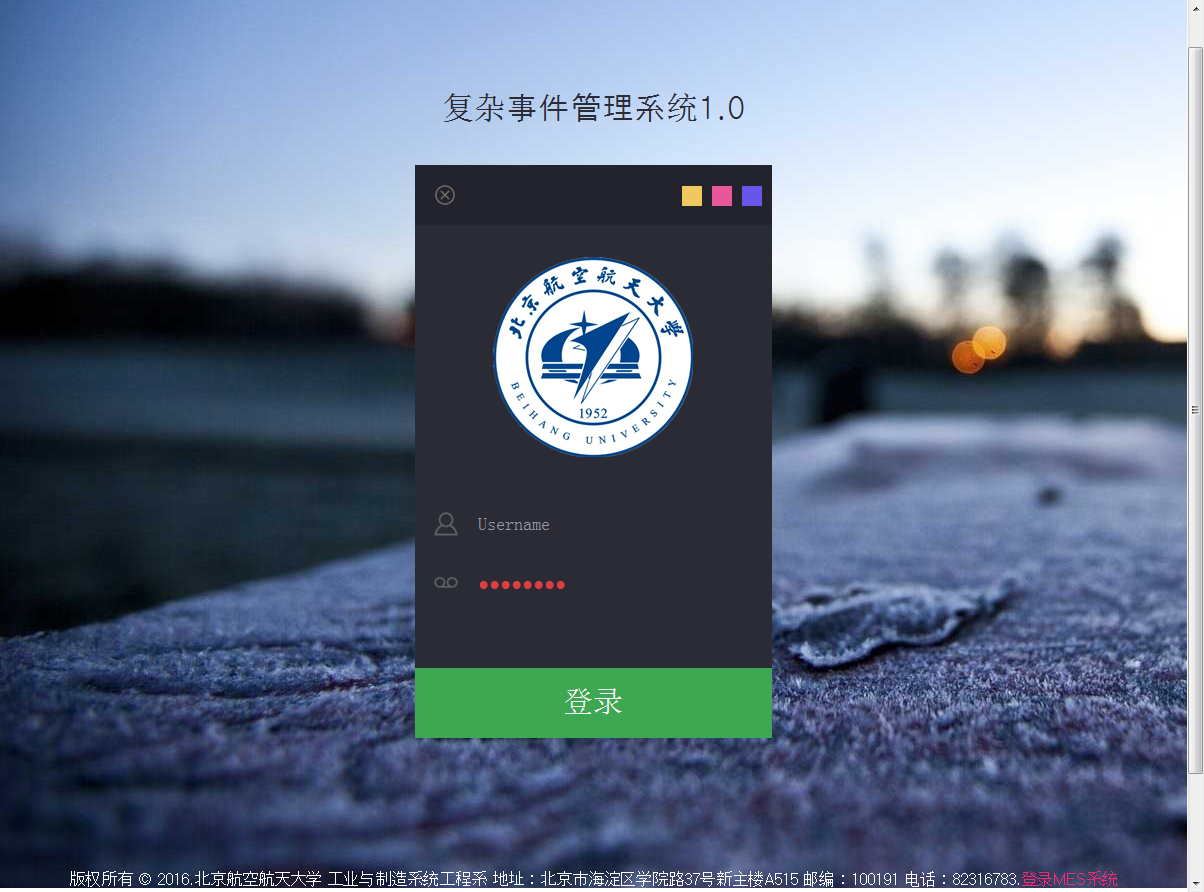 复杂事件管理系统1.0
北京航空航天大学
1952
BEIHANG UNIVERSITY
Username
登录
版权所有 © 2016.北京航空航天大学 工业与制造系统工程系 地址：北京市海淀区学院路37号新主楼A515 邮编：100191 电话：82316783.登录MES系统